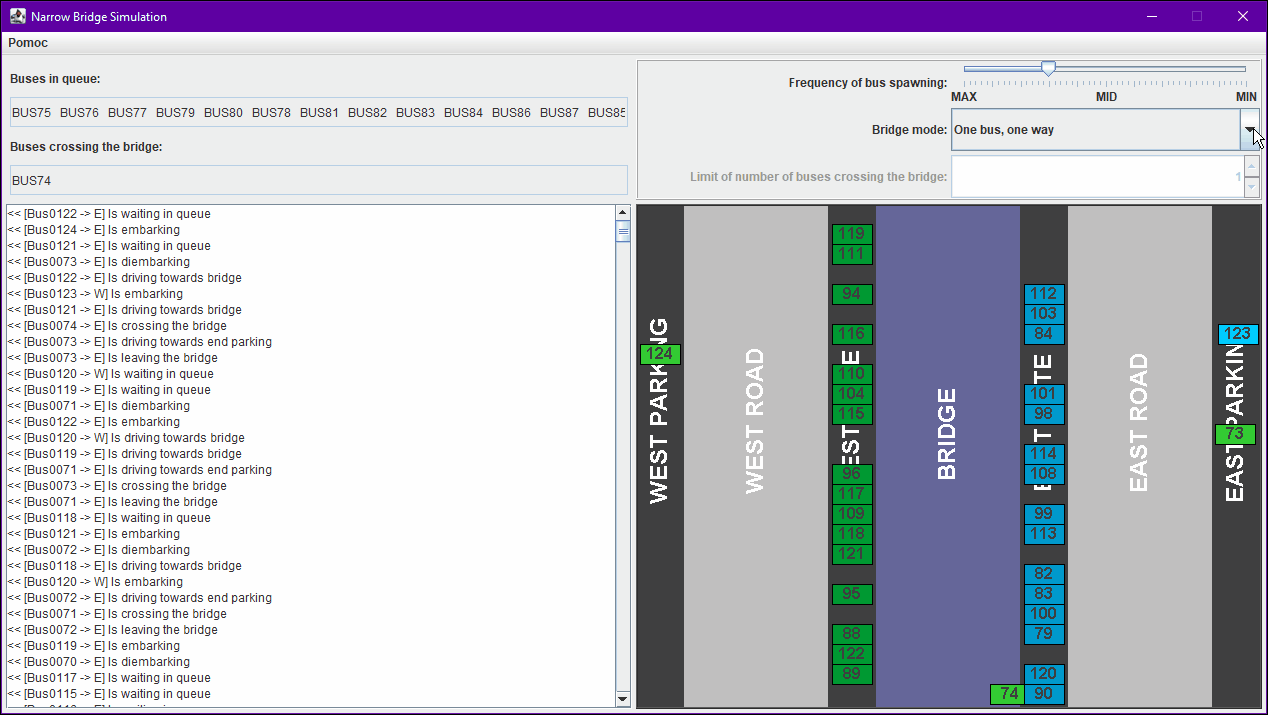 Narrow Bridge Simulation
Pomoc
Buses in queue:
BUS75 BUS76 BUS77 BUS79 BUS80 BUS78 BUS81 BUS82 BUS83 BUS84 BUS86 BUS87 BUS85
Buses crossing the bridge:
BUS74
Frequency of bus spawning:
MAX MID MIN
Bridge mode: One bus, one way
Limit of number of buses crossing the bridge: 1
<< [Bus0122 -> E] Is waiting in queue
<< [Bus0124 -> E] Is embarking
<< [Bus0121 -> E] Is waiting in queue
<< [Bus0073 -> E] Is diembarking
<< [Bus0122 -> E] Is driving towards bridge
<< [Bus0123 -> W] Is embarking
<< [Bus0121 -> E] Is driving towards bridge
<< [Bus0074 -> E] Is crossing the bridge
<< [Bus0073 -> E] Is driving towards end parking
<< [Bus0073 -> E] Is leaving the bridge
<< [Bus0120 -> W] Is waiting in queue
<< [Bus0119 -> E] Is waiting in queue
<< [Bus0071 -> E] Is diembarking
<< [Bus0122 -> E] Is embarking
<< [Bus0120 -> W] Is driving towards bridge
<< [Bus0119 -> E] Is driving towards bridge
<< [Bus0071 -> E] Is driving towards end parking
<< [Bus0073 -> E] Is crossing the bridge
<< [Bus0071 -> E] Is leaving the bridge
<< [Bus0118 -> E] Is waiting in queue
<< [Bus0121 -> E] Is embarking
<< [Bus0072 -> E] Is diembarking
<< [Bus0118 -> E] Is driving towards bridge
<< [Bus0120 -> W] Is embarking
<< [Bus0072 -> E] Is driving towards end parking
<< [Bus0071 -> E] Is crossing the bridge
<< [Bus0072 -> E] Is leaving the bridge
<< [Bus0119 -> E] Is embarking
<< [Bus0070 -> E] Is diembarking
<< [Bus0117 -> E] Is waiting in queue
<< [Bus0115 -> E] Is waiting in queue
WEST PARKING
124
WEST ROAD
119
111
94
116
110
104
115
96
117
109
118
121
95
88
122
89
BRIDGE
74
112
103
84
101
98
114
108
99
113
82
83
100
79
120
90
EAST ROAD
EAST PARKING
123
73